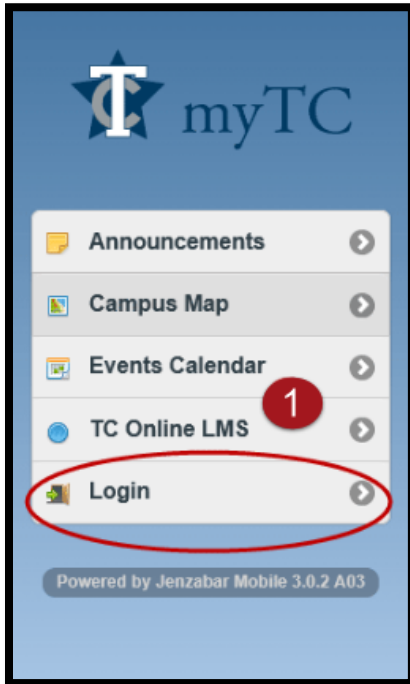 TC myTC
Announcements
Campus Map
Events Calendar
1
TC Online LMS
Login
Powered by Jenzabar Mobile 3.0.2 A03